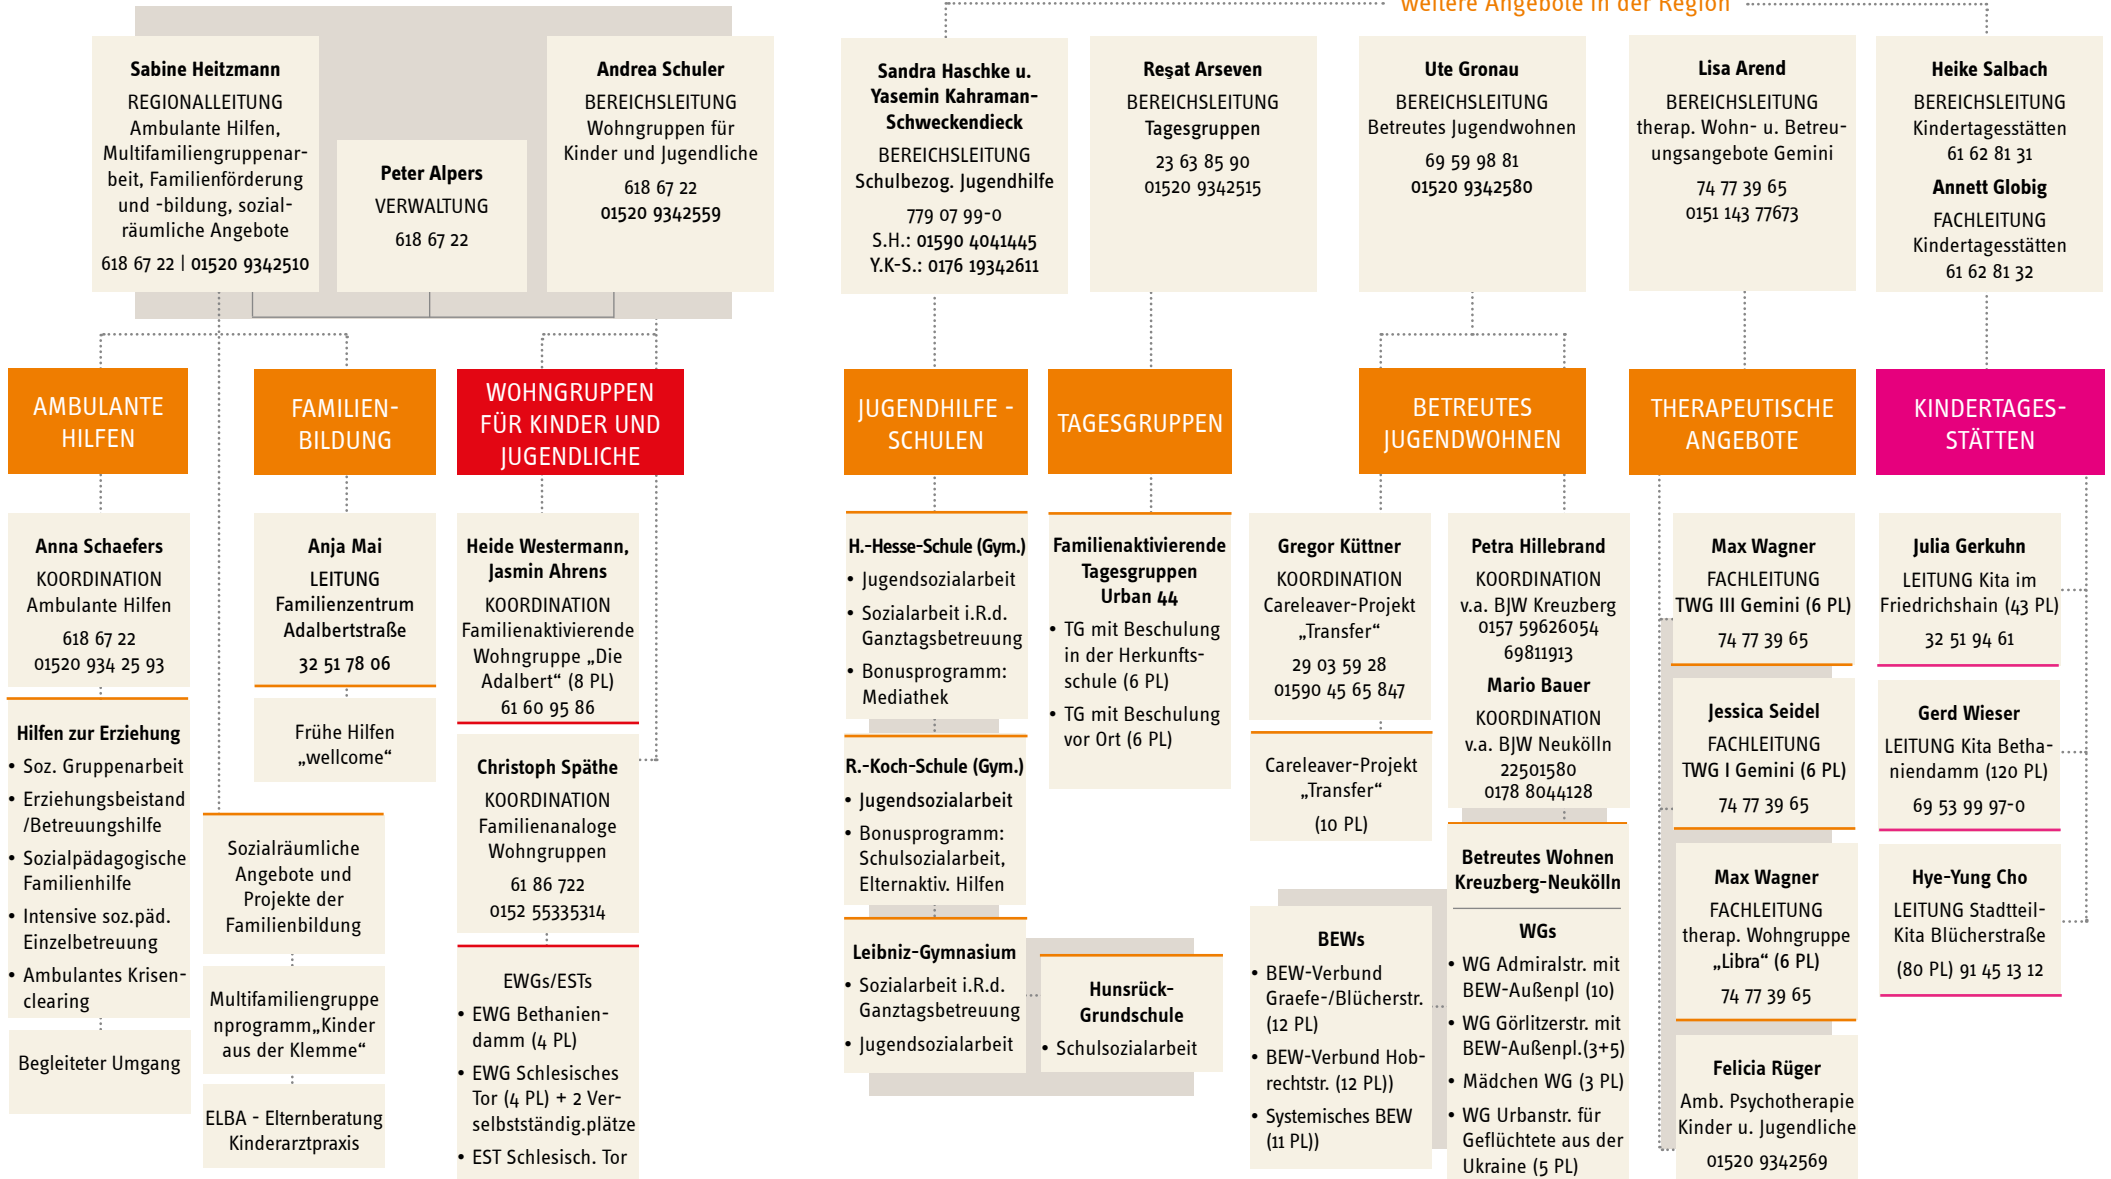 weitere Angebote in der Region
Sabine Heitzmann
REGIONALLEITUNG
Ambulante Hilfen,
Multifamiliengruppenar-
beit, Familienförderung
und -bildung, sozial-
räumliche Angebote
618 67 22 | 01520 9342510
Peter Alpers
VERWALTUNG
618 67 22
Andrea Schuler
BEREICHSLEITUNG
Wohngruppen für
Kinder und Jugendliche
618 67 22
01520 9342559
Sandra Haschke u.
Yasemin Kahraman-
Schweckendieck
BEREICHSLEITUNG
Schulbezog. Jugendhilfe
779 07 99-0
S.H.: 01590 4041445
Y.K-S.: 0176 19342611
Reşat Arseven
BEREICHSLEITUNG
Tagesgruppen
23 63 85 90
01520 9342515
Ute Gronau
BEREICHSLEITUNG
Betreutes Jugendwohnen
69 59 98 81
01520 9342580
Lisa Arend
BEREICHSLEITUNG
therap. Wohn- u. Betreu-
ungsangebote Gemini
74 77 39 65
0151 143 77673
Heike Salbach
BEREICHSLEITUNG
Kindertagesstätten
61 62 81 31
Annett Globig
FACHLEITUNG
Kindertagesstätten
61 62 81 32
AMBULANTE
HILFEN
FAMILIEN-
BILDUNG
WOHNGRUPPEN
FÜR KINDER UND
JUGENDLICHE
JUGENDHILFE -
SCHULEN
TAGESGRUPPEN
BETREUTES
JUGENDWOHNEN
THERAPEUTISCHE
ANGEBOTE
KINDERTAGES-
STÄTTEN
Anna Schaefers
KOORDINATION
Ambulante Hilfen
618 67 22
01520 934 25 93
Hilfen zur Erziehung
• Soz. Gruppenarbeit
• Erziehungsbeistand
/Betreuungshilfe
• Sozialpädagogische
Familienhilfe
• Intensive soz.päd.
Einzelbetreuung
• Ambulantes Krisen-
clearing
Begleiteter Umgang
Anja Mai
LEITUNG
Familienzentrum
Adalbertstraße
32 51 78 06
Frühe Hilfen
„wellcome“
Sozialräumliche
Angebote und
Projekte der
Familienbildung
Multifamiliengruppe
nprogramm„Kinder
aus der Klemme“
ELBA - Elternberatung
Kinderarztpraxis
Heide Westermann,
Jasmin Ahrens
KOORDINATION
Familienaktivierende
Wohngruppe „Die
Adalbert“ (8 PL)
61 60 95 86
Christoph Späthe
KOORDINATION
Familienanaloge
Wohngruppen
61 86 722
0152 55335314
EWGs/ESTs
• EWG Bethanien-
damm (4 PL)
• EWG Schlesisches
Tor (4 PL) + 2 Ver-
selbstständig.plätze
• EST Schlesisch. Tor
H.-Hesse-Schule (Gym.)
• Jugendsozialarbeit
• Sozialarbeit i.R.d.
Ganztagsbetreuung
• Bonusprogramm:
Mediathek
R.-Koch-Schule (Gym.)
• Jugendsozialarbeit
• Bonusprogramm:
Schulsozialarbeit,
Elternaktiv. Hilfen
Leibniz-Gymnasium
• Sozialarbeit i.R.d.
Ganztagsbetreuung
• Jugendsozialarbeit
Familienaktivierende
Tagesgruppen
Urban 44
• TG mit Beschulung
in der Herkunfts-
schule (6 PL)
• TG mit Beschulung
vor Ort (6 PL)
Hunsrück-
Grundschule
• Schulsozialarbeit
Gregor Küttner
KOORDINATION
Careleaver-Projekt
„Transfer“
29 03 59 28
01590 45 65 847
Careleaver-Projekt
„Transfer“
(10 PL)
BEWs
• BEW-Verbund
Graefe-/Blücherstr.
(12 PL)
• BEW-Verbund Hob-
rechtstr. (12 PL))
• Systemisches BEW
(11 PL))
Petra Hillebrand
KOORDINATION
v.a. BJW Kreuzberg
0157 59626054
69811913
Mario Bauer
KOORDINATION
v.a. BJW Neukölln
22501580
0178 8044128
Betreutes Wohnen
Kreuzberg-Neukölln
WGs
• WG Admiralstr. mit
BEW-Außenpl (10)
• WG Görlitzerstr. mit
BEW-Außenpl.(3+5)
• Mädchen WG (3 PL)
• WG Urbanstr. für
Geflüchtete aus der
Ukraine (5 PL)
Max Wagner
FACHLEITUNG
TWG III Gemini (6 PL)
74 77 39 65
Jessica Seidel
FACHLEITUNG
TWG I Gemini (6 PL)
74 77 39 65
Max Wagner
FACHLEITUNG
therap. Wohngruppe
„Libra“ (6 PL)
74 77 39 65
Felicia Rüger
Amb. Psychotherapie
Kinder u. Jugendliche
01520 9342569
Julia Gerkuhn
LEITUNG Kita im
Friedrichshain (43 PL)
32 51 94 61
Gerd Wieser
LEITUNG Kita Betha-
niendamm (120 PL)
69 53 99 97-0
Hye-Yung Cho
LEITUNG Stadtteil-
Kita Blücherstraße
(80 PL) 91 45 13 12